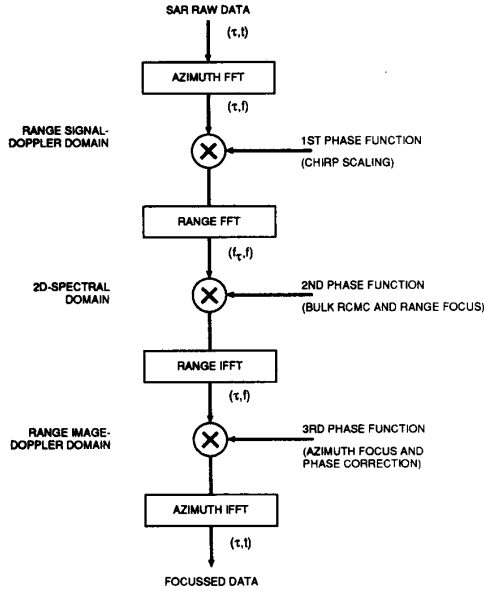 SAR RAW DATA
(τ,t)
AZIMUTH FFT
(τ,f)
RANGE SIGNAL-
DOPPLER DOMAIN
1ST PHASE FUNCTION
(CHIRP SCALING)
RANGE FFT
(fτ,f)
2D-SPECTRAL
DOMAIN
2ND PHASE FUNCTION
(BULK RCMC AND RANGE FOCUS)
RANGE IFFT
(τ,f)
RANGE IMAGE-
DOPPLER DOMAIN
3RD PHASE FUNCTION
(AZIMUTH FOCUS AND
PHASE CORRECTION)
AZIMUTH IFFT
(τ,t)
FOCUSSED DATA